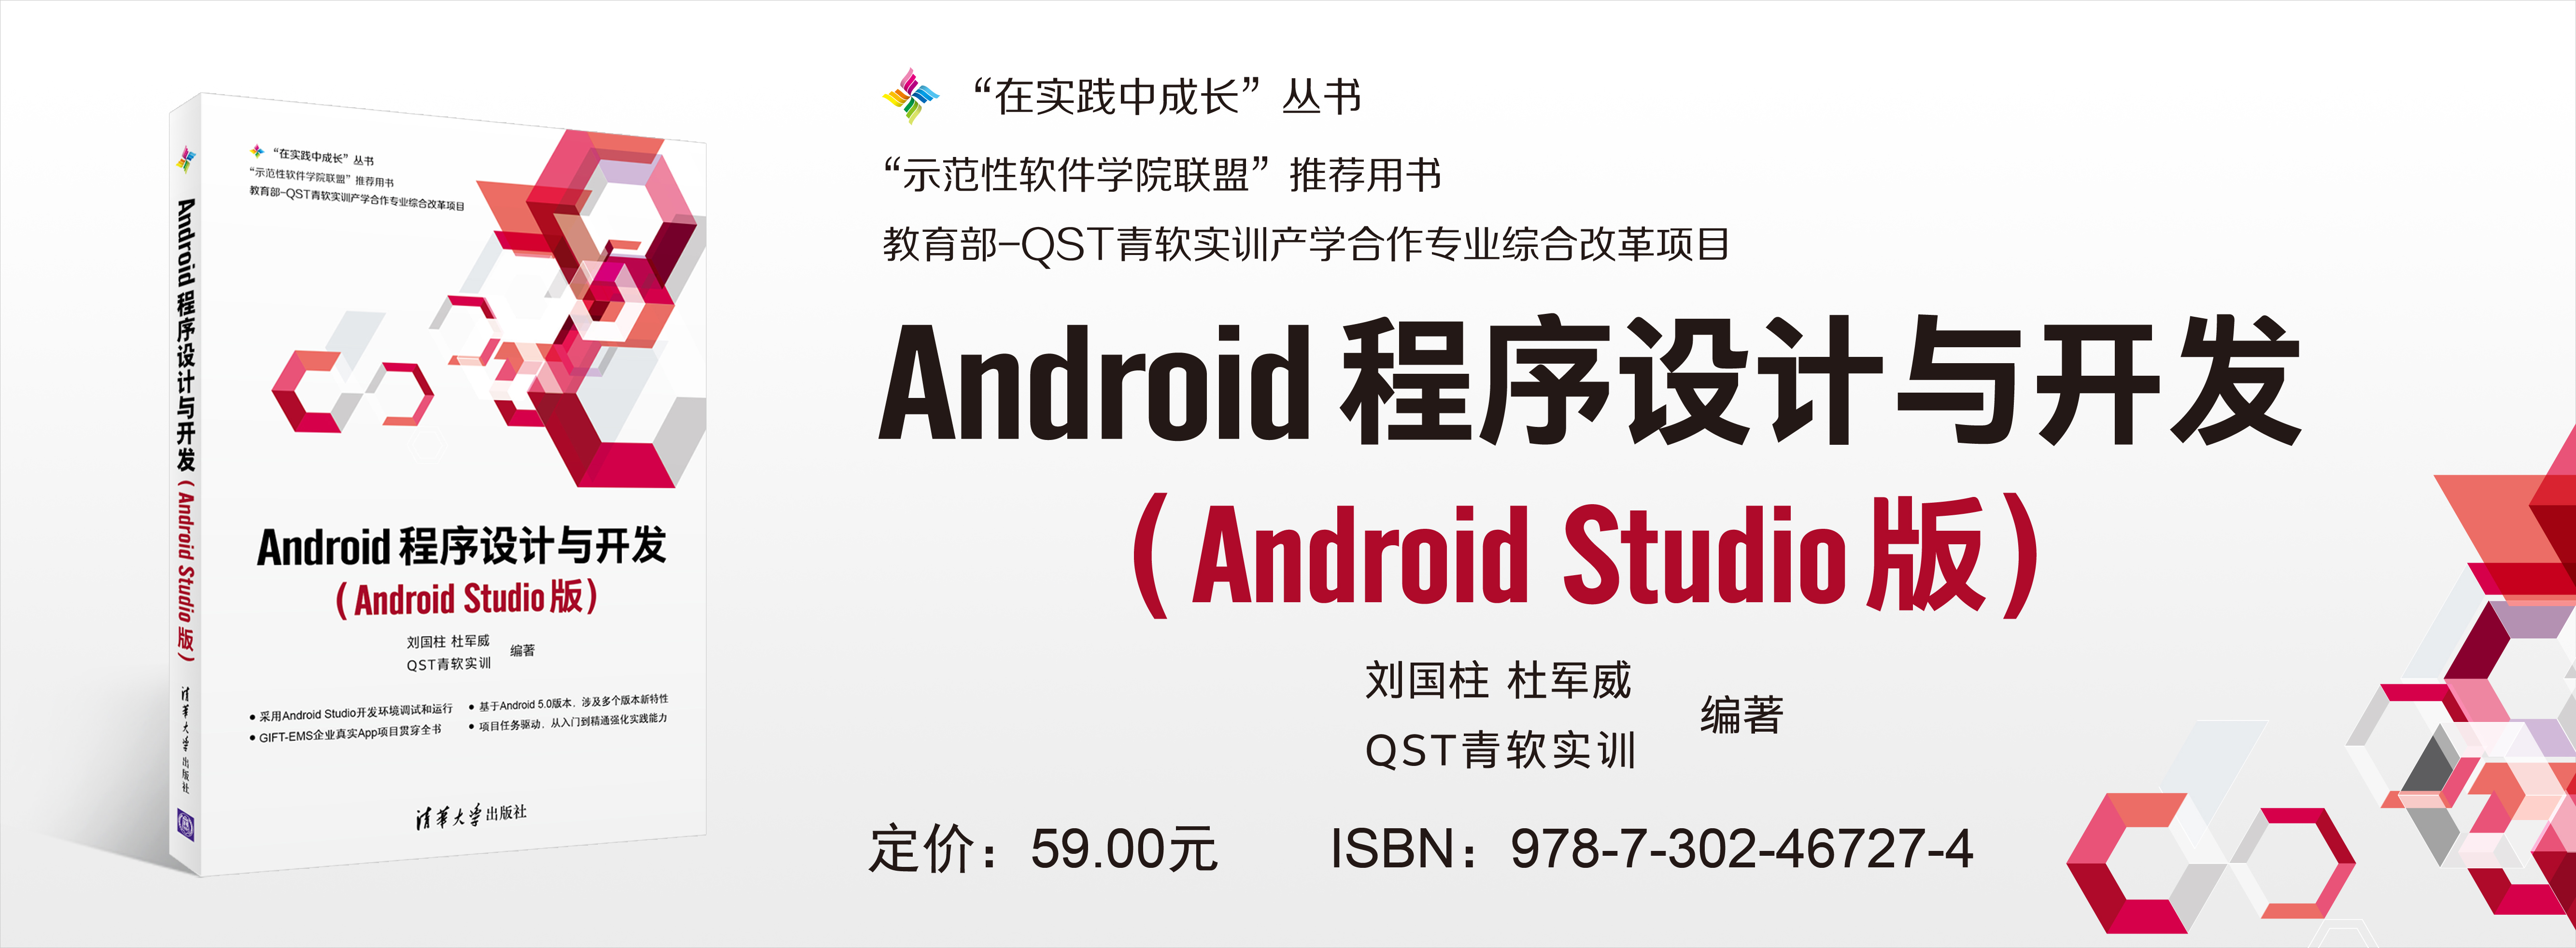 “在实践中成长”丛书
“示范性软件学院联盟”推荐用书
教育部-QST青软实训产学合作专业综合改革项目
Android 程序设计与开发
（Android Studio 版）
刘国柱 杜军威
QST青软实训
编著
定价：59.00元 ISBN：978-7-302-46727-4
Android 程序设计与开发（Android Studio 版）
清华大学出版社
“在实践中成长”丛书
“示范性软件学院联盟”推荐用书
教育部-QST青软实训产学合作专业综合改革项目
Android 程序设计与开发
（Android Studio 版）
刘国柱 杜军威
QST青软实训
编著
● 采用Android Studio开发环境调试和运行
● GIFT-EMS企业真实App项目贯穿全书
● 基于Android 5.0版本，涉及多个版本新特性
● 项目任务驱动，从入门到精通强化实践能力
清华大学出版社